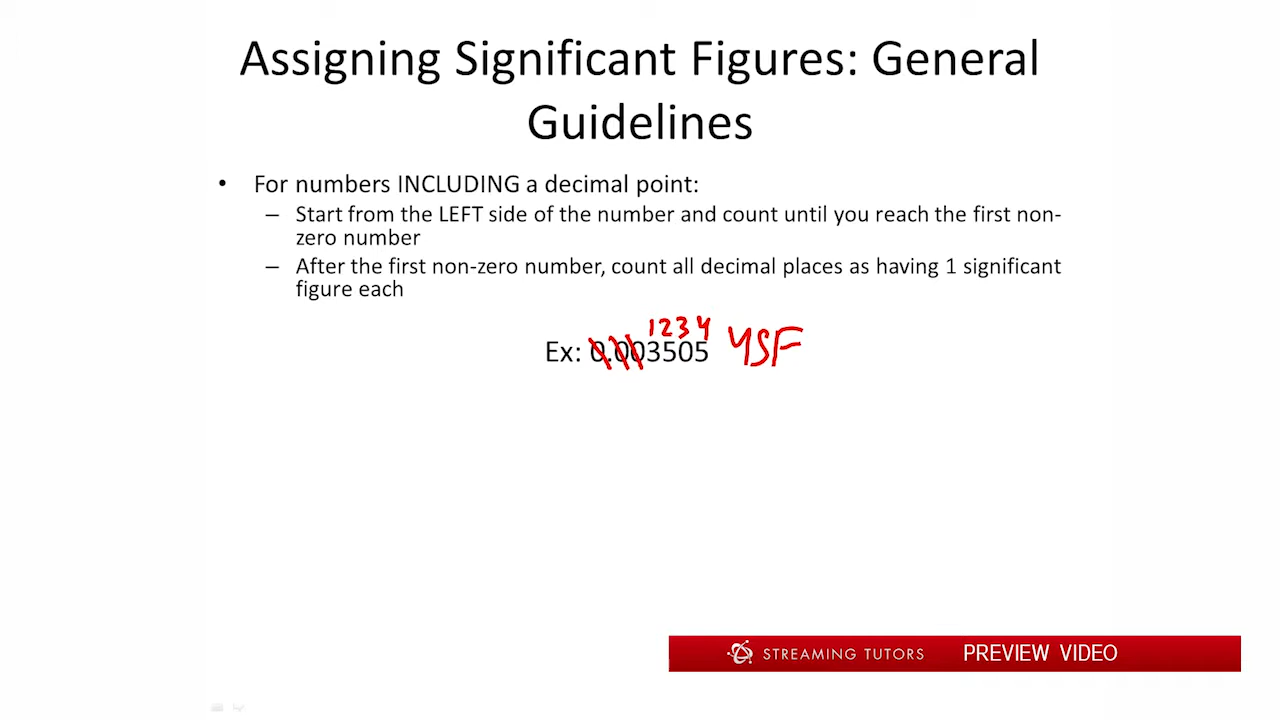 Assigning Significant Figures: General
Guidelines
• For numbers INCLUDING a decimal point:
– Start from the LEFT side of the number and count until you reach the first non-
zero number
– After the first non-zero number, count all decimal places as having 1 significant
figure each
1 2 3 4
Ex: 0.003505 4SF
STREAMING TUTORS PREVIEW VIDEO